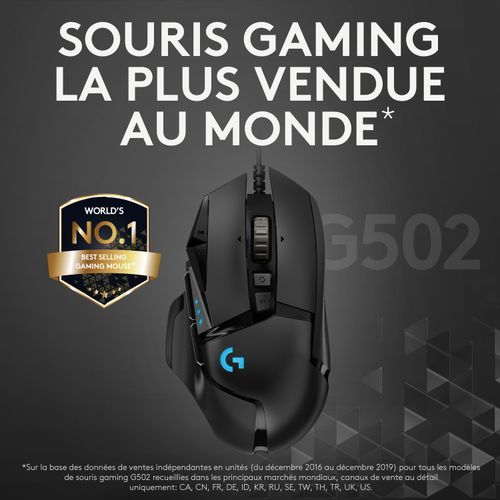 SOURIS GAMING
LA PLUS VENDUE
AU MONDE*
WORLD'S
NO.1
BEST SELLING
GAMING MOUSE*
G502
*Sur la base des données de ventes indépendantes en unités (du décembre 2016 au décembre 2019) pour tous les modèles
de souris gaming G502 recueillies dans les principaux marchés mondiaux, canaux de vente au détail
uniquement: CA, CN, FR, DE, ID, KR, RU, SE, TW, TH, TR, UK, US.